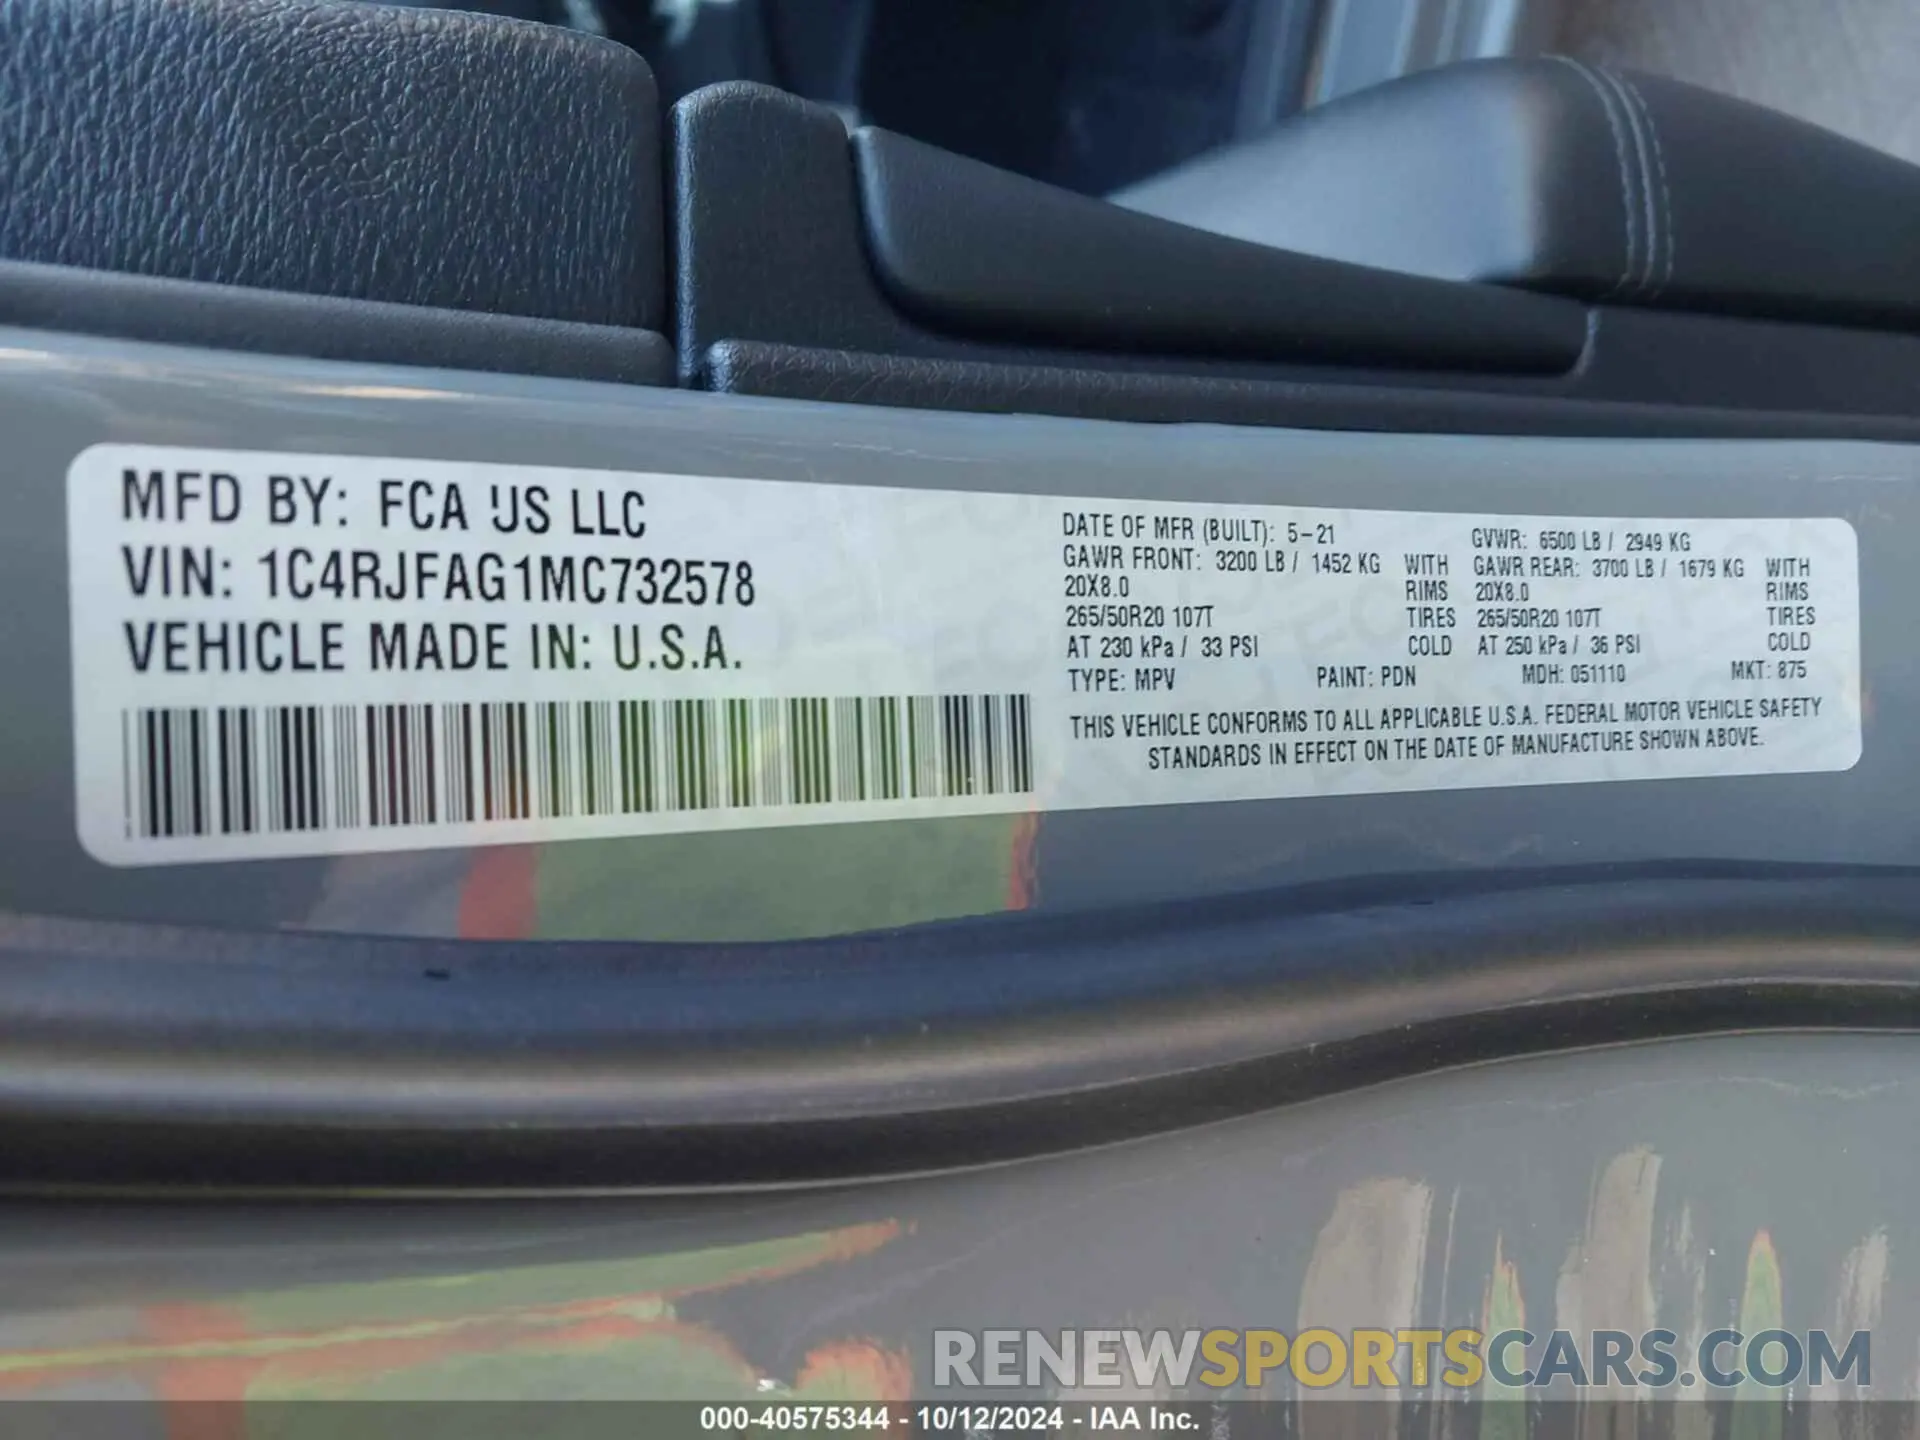 MFD BY: FCA US LLC
VIN: 1C4RJFAG1MC732578
VEHICLE MADE IN: U.S.A.
DATE OF MFR (BUILT): 5-21 GVWR: 6500 LB / 2949 KG
GAWR FRONT: 3200 LB / 1452 KG WITH GAWR REAR: 3700 LB / 1679 KG WITH
20X8.0 RIMS 20X8.0 RIMS
265/50R20 107T TIRES 265/50R20 107T TIRES
AT 230 kPa / 33 PSI COLD AT 250 kPa / 36 PSI COLD
TYPE: MPV PAINT: PDN MDH: 051110 MKT: 875
THIS VEHICLE CONFORMS TO ALL APPLICABLE U.S.A. FEDERAL MOTOR VEHICLE SAFETY
STANDARDS IN EFFECT ON THE DATE OF MANUFACTURE SHOWN ABOVE.
RENEWSPORTSCARS.COM
000-40575344 - 10/12/2024 - IAA Inc.